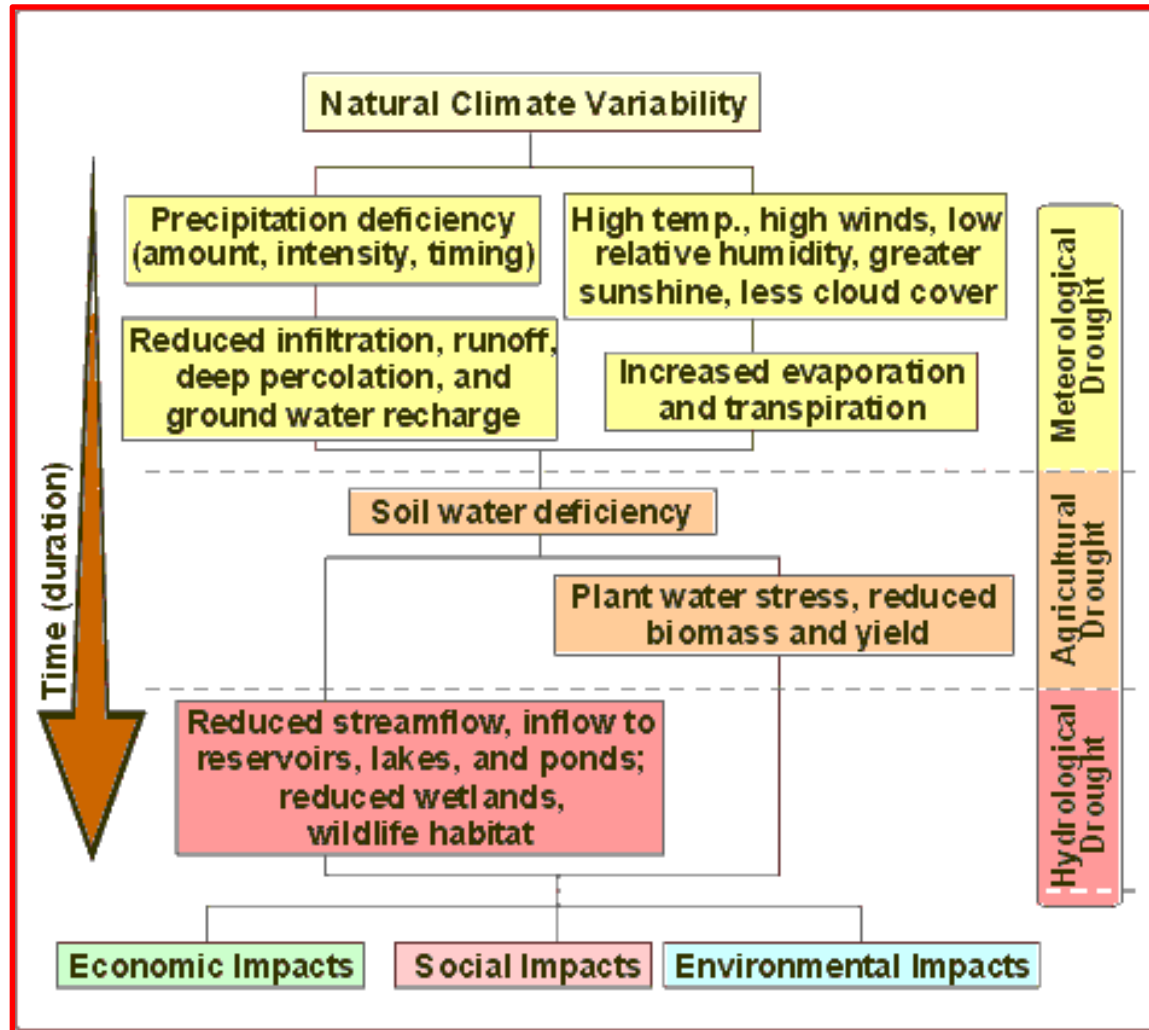 Natural Climate Variability
Precipitation deficiency
(amount, intensity, timing)
High temp., high winds, low
relative humidity, greater
sunshine, less cloud cover
Reduced infiltration, runoff,
deep percolation, and
ground water recharge
Increased evaporation
and transpiration
Soil water deficiency
Plant water stress, reduced
biomass and yield
Reduced streamflow, inflow to
reservoirs, lakes, and ponds;
reduced wetlands,
wildlife habitat
Economic Impacts
Social Impacts
Environmental Impacts
Time (duration)
Meteorological
Drought
Agricultural
Drought
Hydrological
Drought